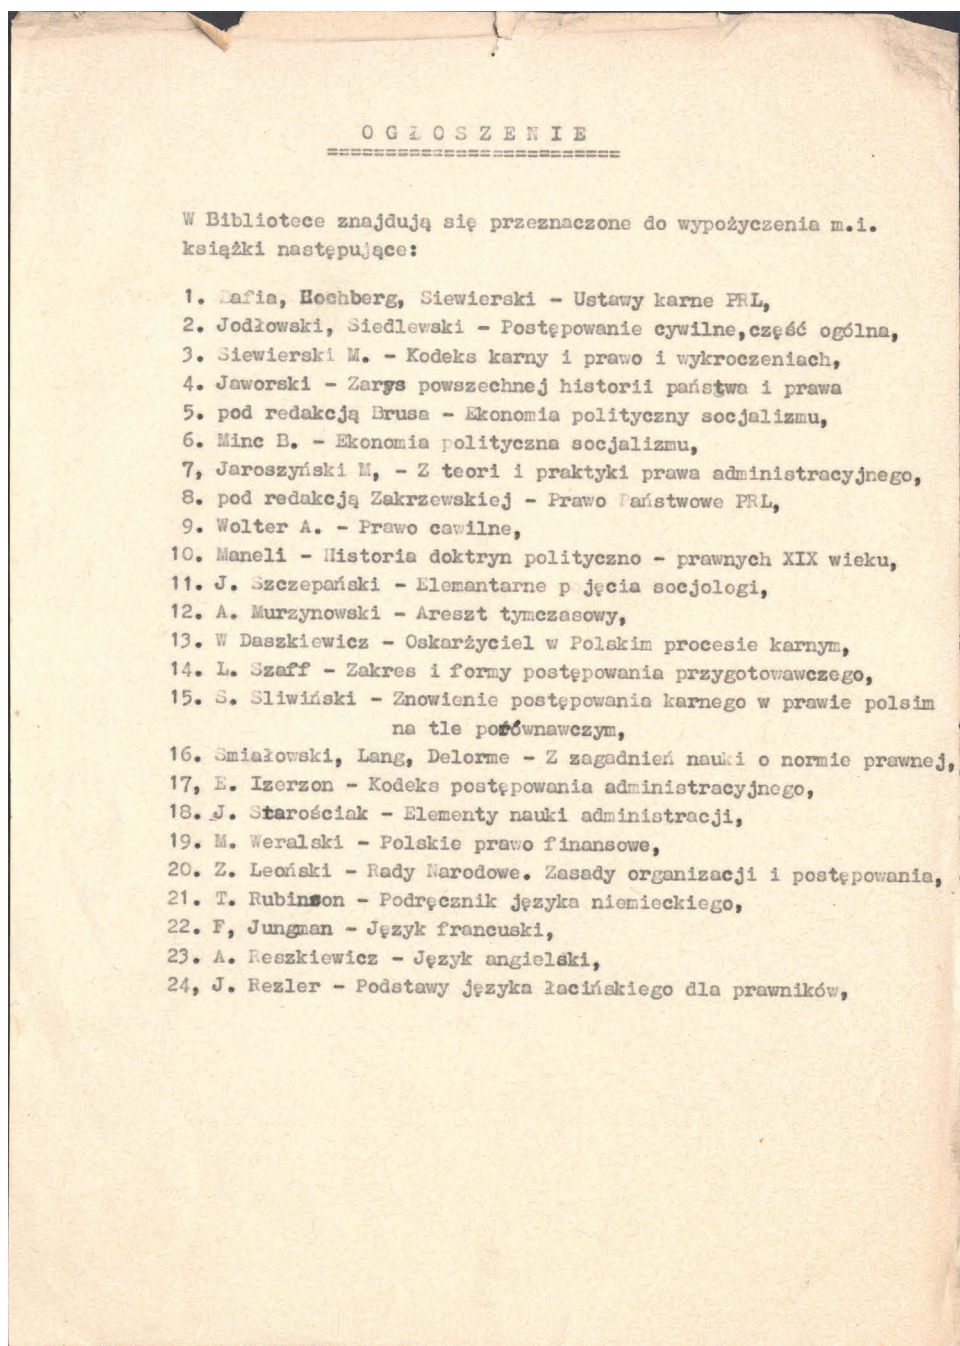 O G Ł O S Z E N I E
=========================
W Bibliotece znajdują się przeznaczone do wypożyczenia m.i.
książki następujące:
1. Bafia, Hochberg, Siewierski - Ustawy karne PRL,
2. Jodłowski, Siedlewski - Postępowanie cywilne,część ogólna,
3. Siewierski M. - Kodeks karny i prawo i wykroczeniach,
4. Jaworski - Zarys powszechnej historii państwa i prawa
5. pod redakcją Brusa - Ekonomia polityczny socjalizmu,
6. Minc B. - Ekonomia polityczna socjalizmu,
7, Jaroszyński M, - Z teori i praktyki prawa administracyjnego,
8. pod redakcją Zakrzewskiej - Prawo Państwowe PRL,
9. Wolter A. - Prawo cawilne,
10. Maneli - Historia doktryn polityczno - prawnych XIX wieku,
11. J. Szczepański - Elemantarne p jęcia socjologi,
12. A. Murzynowski - Areszt tymczasowy,
13. W Daszkiewicz - Oskarżyciel w Polskim procesie karnym,
14. L. Szaff - Zakres i formy postępowania przygotowawczego,
15. S. Sliwiński - Znowienie postępowania karnego w prawie polsim
na tle porównawczym,
16. Smiałowski, Lang, Delorme - Z zagadnień nauki o normie prawnej,
17, E. Izerzon - Kodeks postępowania administracyjnego,
18. J. Starościak - Elementy nauki administracji,
19. M. Weralski - Polskie prawo finansowe,
20. Z. Leoński - Rady Narodowe. Zasady organizacji i postępowania,
21. T. Rubinson - Podręcznik języka niemieckiego,
22. F, Jungman - Język francuski,
23. A. Reszkiewicz - Język angielski,
24, J. Rezler - Podstawy języka łacińskiego dla prawników,